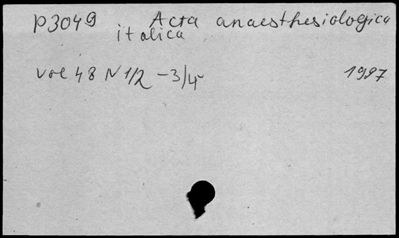 P3049 Acta anaesthesiologica
italica
vol 48 N 1/2 - 3/4 1997